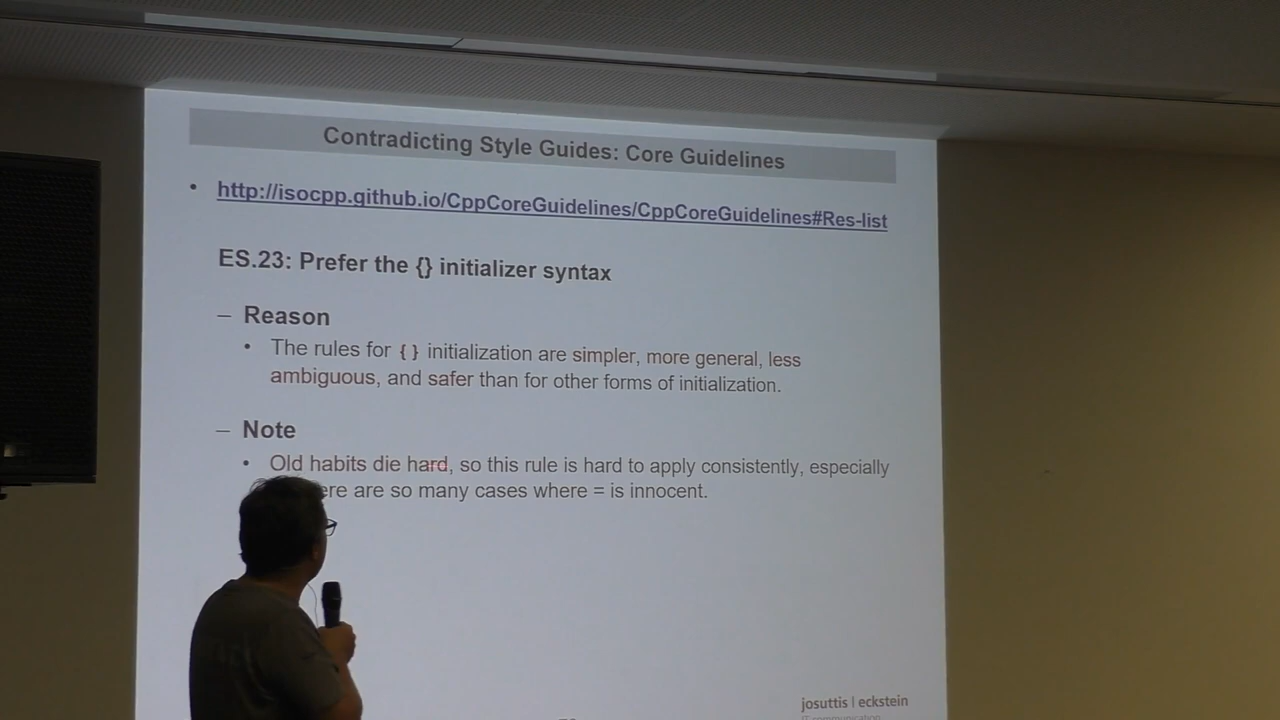 Contradicting Style Guides: Core Guidelines
• http://isocpp.github.io/CppCoreGuidelines/CppCoreGuidelines#Res-list
ES.23: Prefer the {} initializer syntax
– Reason
• The rules for { } initialization are simpler, more general, less
ambiguous, and safer than for other forms of initialization.
– Note
• Old habits die hard, so this rule is hard to apply consistently, especially
are so many cases where = is innocent.
josuttis | eckstein
IT communication